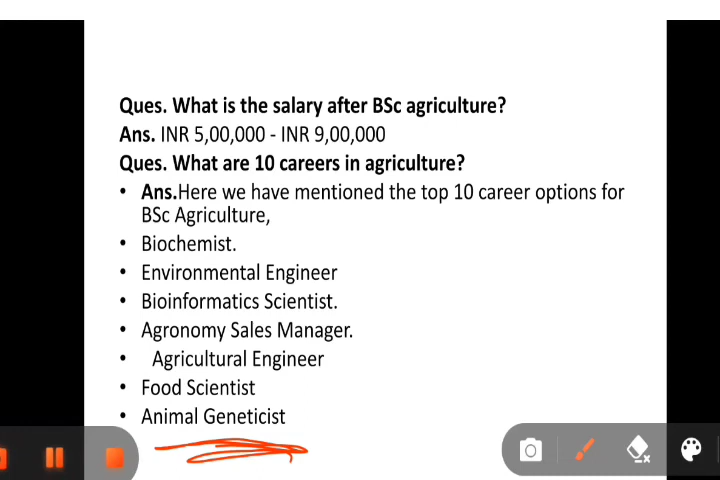 Ques. What is the salary after BSc agriculture?
Ans. INR 5,00,000 - INR 9,00,000
Ques. What are 10 careers in agriculture?
• Ans.Here we have mentioned the top 10 career options for
BSc Agriculture,
• Biochemist.
• Environmental Engineer
• Bioinformatics Scientist.
• Agronomy Sales Manager.
• Agricultural Engineer
• Food Scientist
• Animal Geneticist